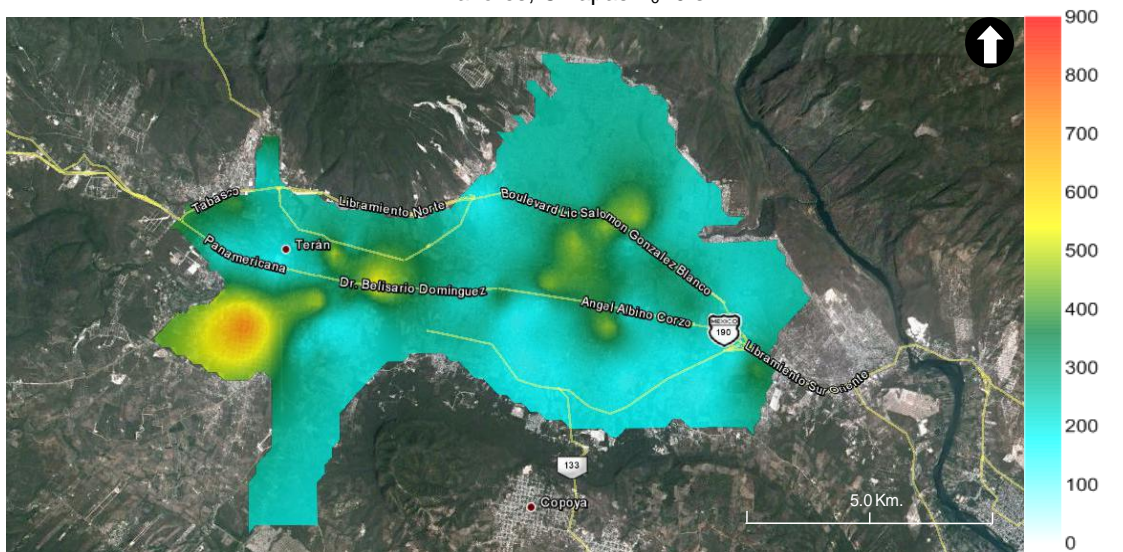 900
800
700
600
500
400
300
200
100
0
Tabasco
Libramiento Norte
Boulevard Lic Salomon Gonzalez Blanco
Terán
Panamericana
Dr. Belisario Dominguez
Angel Albino Corzo
MEXICO
190
Libramiento Sur Oriente
133
Copoya
5.0 Km.